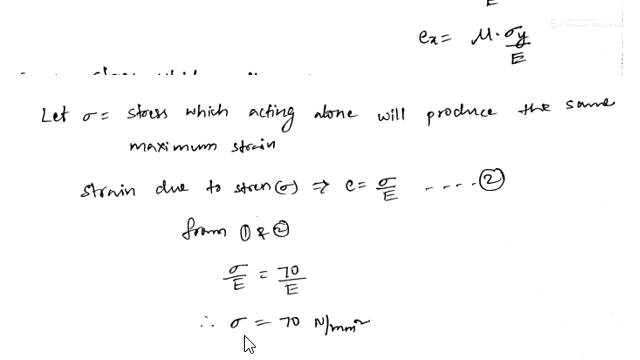 E
eₓ = μ · σy/E
Let σ = stress which acting alone will produce the same
maximum strain
Strain due to stress(σ) ⇒ e = σ/E ----- ②
from ① & ②
σ/E = 70/E
∴ σ = 70 N/mm²